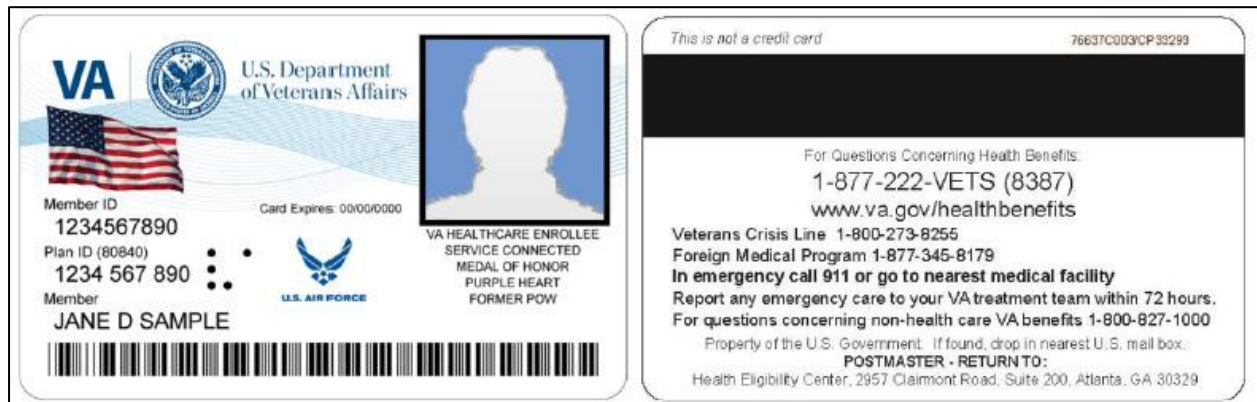 VA
U.S. Department
of Veterans Affairs
Member ID
1234567890
Card Expires: 00/00/0000
Plan ID (80840)
1234 567 890
U.S. AIR FORCE
Member
JANE D SAMPLE
VA HEALTHCARE ENROLLEE
SERVICE CONNECTED
MEDAL OF HONOR
PURPLE HEART
FORMER POW
This is not a credit card
76637C003/CP33293
For Questions Concerning Health Benefits:
1-877-222-VETS (8387)
www.va.gov/healthbenefits
Veterans Crisis Line 1-800-273-8255
Foreign Medical Program 1-877-345-8179
In emergency call 911 or go to nearest medical facility
Report any emergency care to your VA treatment team within 72 hours.
For questions concerning non-health care VA benefits 1-800-827-1000
Property of the U.S. Government. If found, drop in nearest U.S. mail box.
POSTMASTER - RETURN TO:
Health Eligibility Center, 2957 Clairmont Road, Suite 200, Atlanta, GA 30329